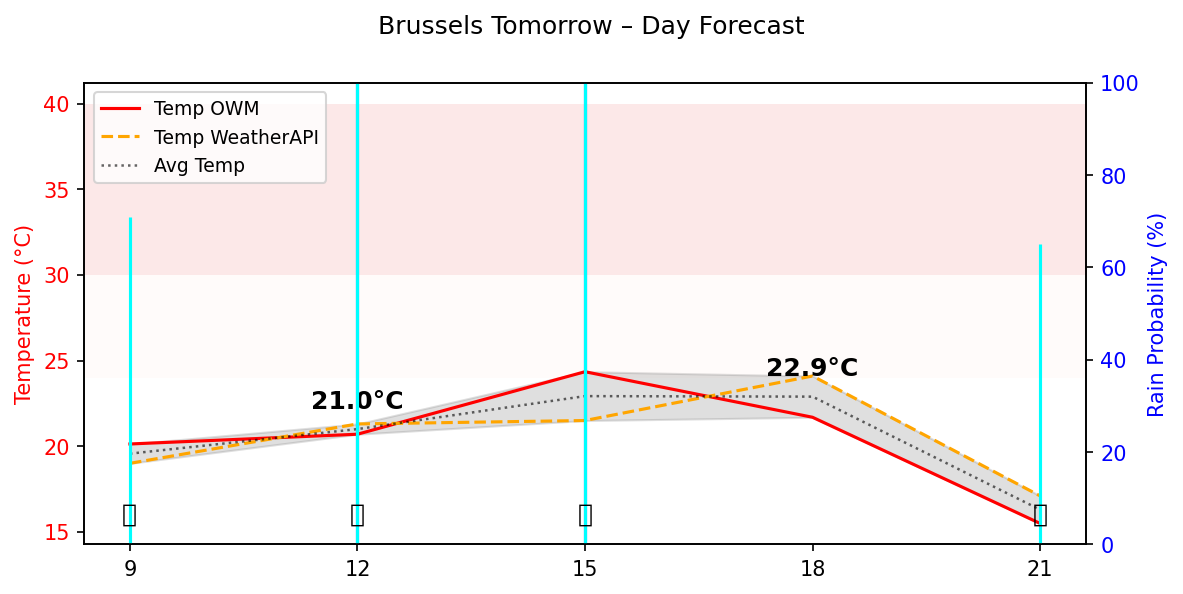 Brussels Tomorrow – Day Forecast
Temp OWM
Temp WeatherAPI
Avg Temp
Temperature (°C)
40
35
30
25
20
15
21.0°C
22.9°C
100
80
60
40
20
0
Rain Probability (%)
9
12
15
18
21